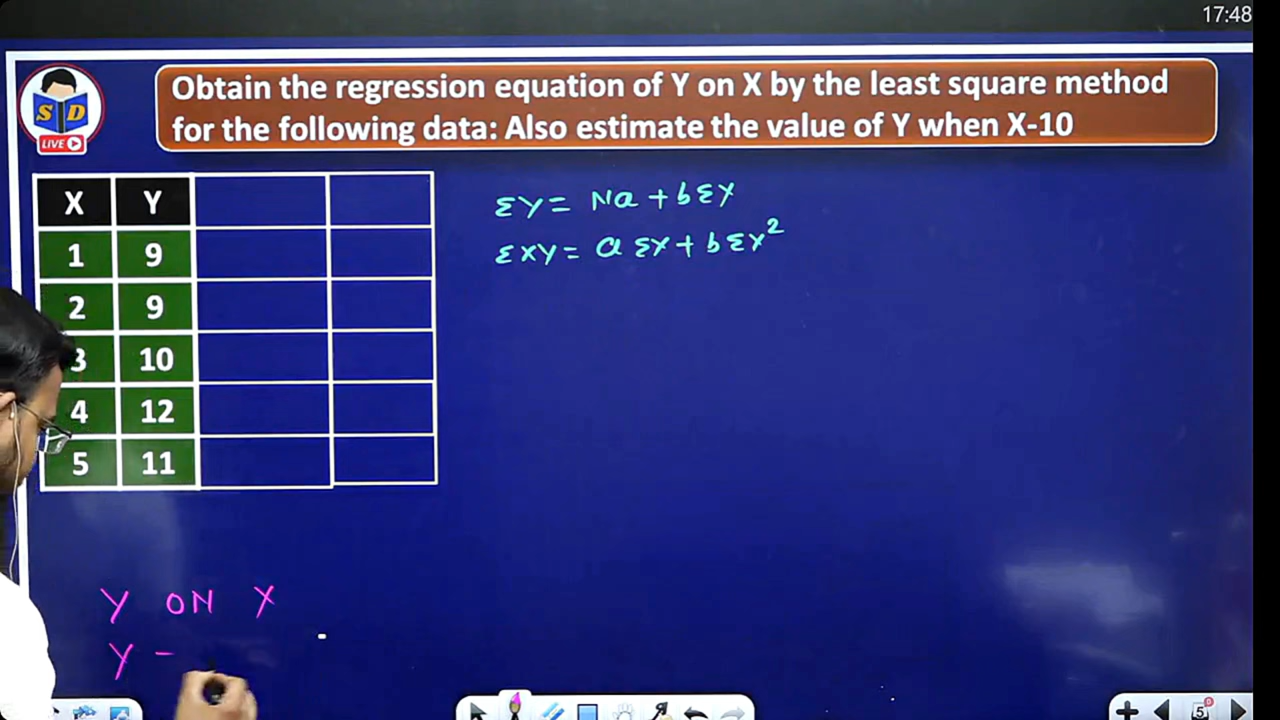 17:48
Obtain the regression equation of Y on X by the least square method
for the following data: Also estimate the value of Y when X-10
S D
LIVE
X Y
1 9
2 9
3 10
4 12
5 11
ΣY = Na + bΣX
ΣXY = aΣX + bΣX²
Y ON X
Y =
5